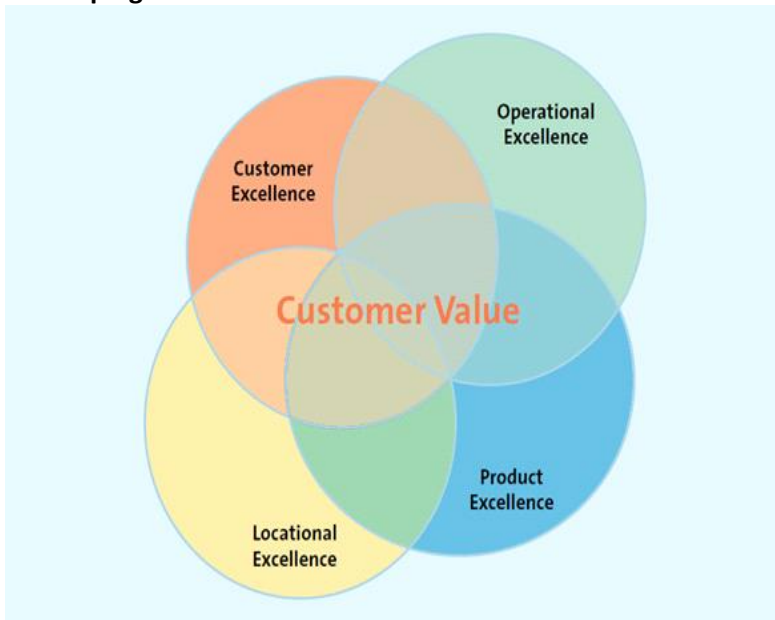 Operational
Excellence
Customer
Excellence
Customer Value
Product
Excellence
Locational
Excellence